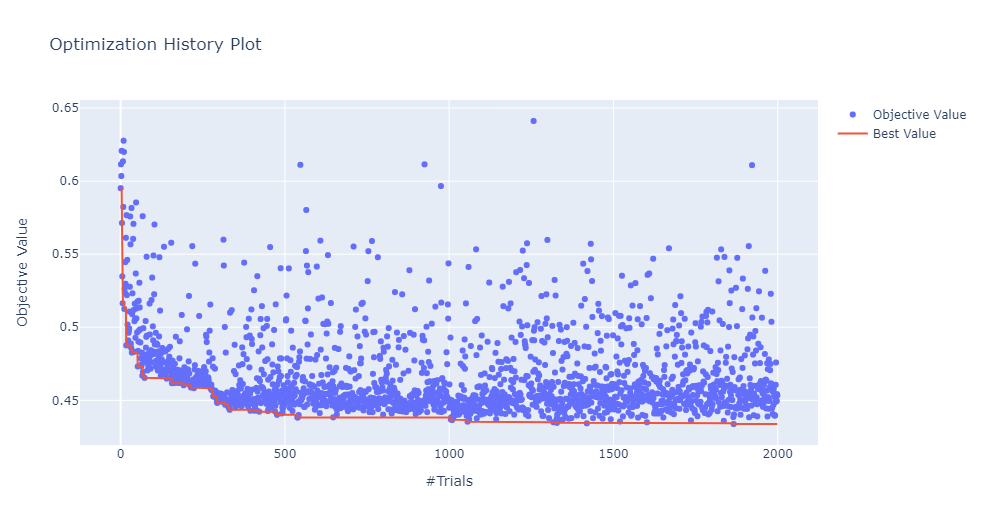 Optimization History Plot
Objective Value
Best Value
0.65
0.6
0.55
0.5
0.45
Objective Value
0
500
1000
1500
2000
#Trials